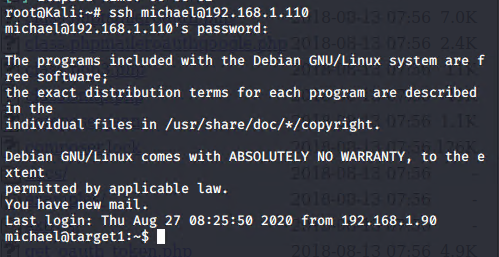 root@Kali:~# ssh michael@192.168.1.110
michael@192.168.1.110's password:
The programs included with the Debian GNU/Linux system are f
ree software;
the exact distribution terms for each program are described
in the
individual files in /usr/share/doc/*/copyright.
Debian GNU/Linux comes with ABSOLUTELY NO WARRANTY, to the e
xtent
permitted by applicable law.
You have new mail.
Last login: Thu Aug 27 08:25:50 2020 from 192.168.1.90
michael@target1:~$